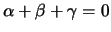 α + β + γ = 0